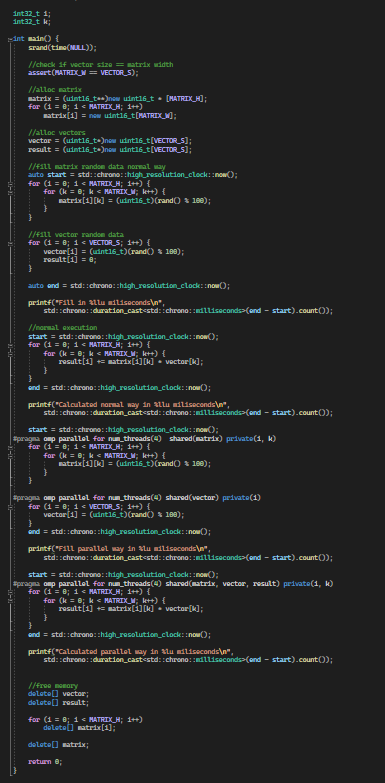 int32_t i;
int32_t k;
int main() {
srand(time(NULL));
//check if vector size == matrix width
assert(MATRIX_W == VECTOR_S);
//alloc matrix
matrix = (uint16_t**)new uint16_t * [MATRIX_H];
for (i = 0; i < MATRIX_H; i++)
matrix[i] = new uint16_t[MATRIX_W];
//alloc vectors
vector = (uint16_t*)new uint16_t[VECTOR_S];
result = (uint16_t*)new uint16_t[VECTOR_S];
//fill matrix random data normal way
auto start = std::chrono::high_resolution_clock::now();
for (i = 0; i < MATRIX_H; i++) {
for (k = 0; k < MATRIX_W; k++) {
matrix[i][k] = (uint16_t)(rand() % 100);
}
}
//fill vector random data
for (i = 0; i < VECTOR_S; i++) {
vector[i] = (uint16_t)(rand() % 100);
result[i] = 0;
}
auto end = std::chrono::high_resolution_clock::now();
printf("Fill in %llu miliseconds\n",
std::chrono::duration_cast<std::chrono::milliseconds>(end - start).count());
//normal execution
start = std::chrono::high_resolution_clock::now();
for (i = 0; i < MATRIX_H; i++) {
for (k = 0; k < MATRIX_W; k++) {
result[i] += matrix[i][k] * vector[k];
}
}
end = std::chrono::high_resolution_clock::now();
printf("Calculated normal way in %llu miliseconds\n",
std::chrono::duration_cast<std::chrono::milliseconds>(end - start).count());
start = std::chrono::high_resolution_clock::now();
#pragma omp parallel for num_threads(4) shared(matrix) private(i, k)
for (i = 0; i < MATRIX_H; i++) {
for (k = 0; k < MATRIX_W; k++) {
matrix[i][k] = (uint16_t)(rand() % 100);
}
}
#pragma omp parallel for num_threads(4) shared(vector) private(i)
for (i = 0; i < VECTOR_S; i++) {
vector[i] = (uint16_t)(rand() % 100);
}
end = std::chrono::high_resolution_clock::now();
printf("Fill parallel way in %lu miliseconds\n",
std::chrono::duration_cast<std::chrono::milliseconds>(end - start).count());
start = std::chrono::high_resolution_clock::now();
#pragma omp parallel for num_threads(4) shared(matrix, vector, result) private(i, k)
for (i = 0; i < MATRIX_H; i++) {
for (k = 0; k < MATRIX_W; k++) {
result[i] += matrix[i][k] * vector[k];
}
}
end = std::chrono::high_resolution_clock::now();
printf("Calculated parallel way in %lu miliseconds\n",
std::chrono::duration_cast<std::chrono::milliseconds>(end - start).count());
//free memory
delete[] vector;
delete[] result;
for (i = 0; i < MATRIX_H; i++)
delete[] matrix[i];
delete[] matrix;
return 0;
}